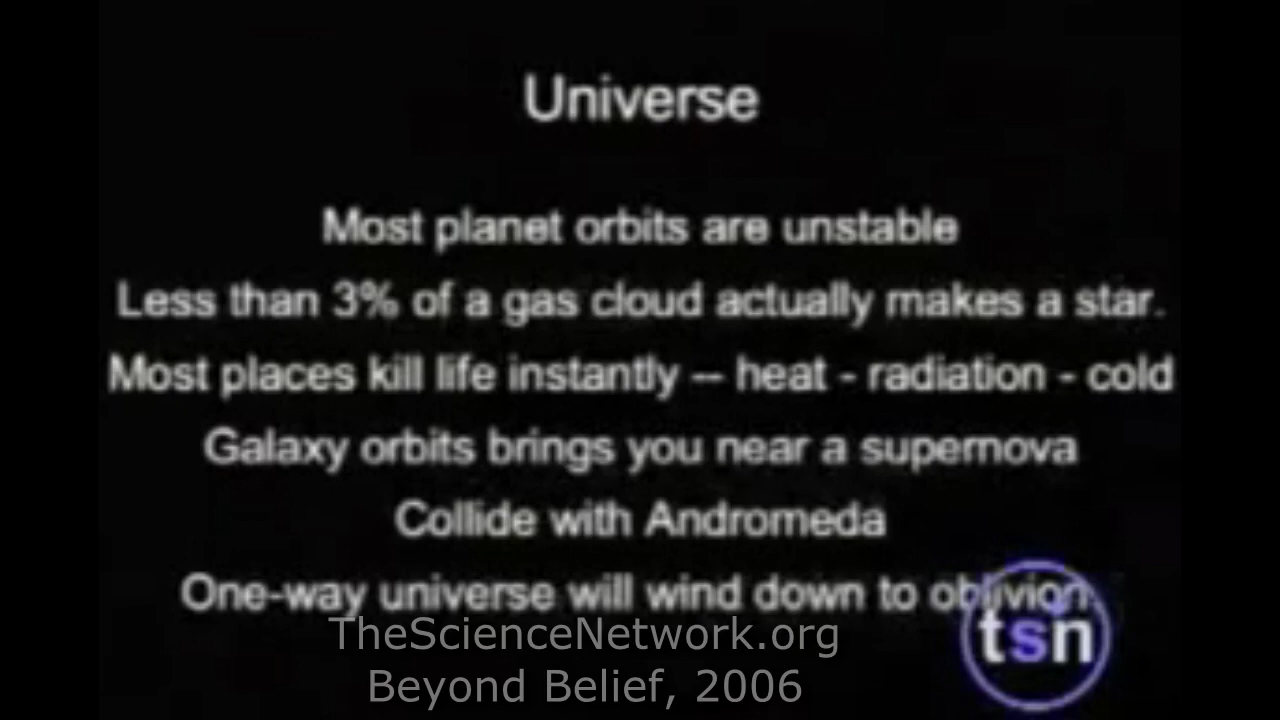 Universe
Most planet orbits are unstable
Less than 3% of a gas cloud actually makes a star.
Most places kill life instantly -- heat - radiation - cold
Galaxy orbits brings you near a supernova
Collide with Andromeda
One-way universe will wind down to oblivion.
TheScienceNetwork.org
tsn
Beyond Belief, 2006